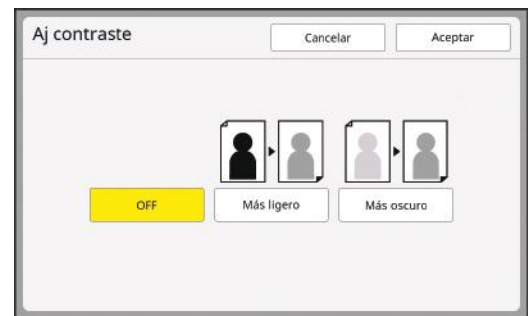 Aj contraste
Cancelar
Aceptar
OFF
Más ligero
Más oscuro